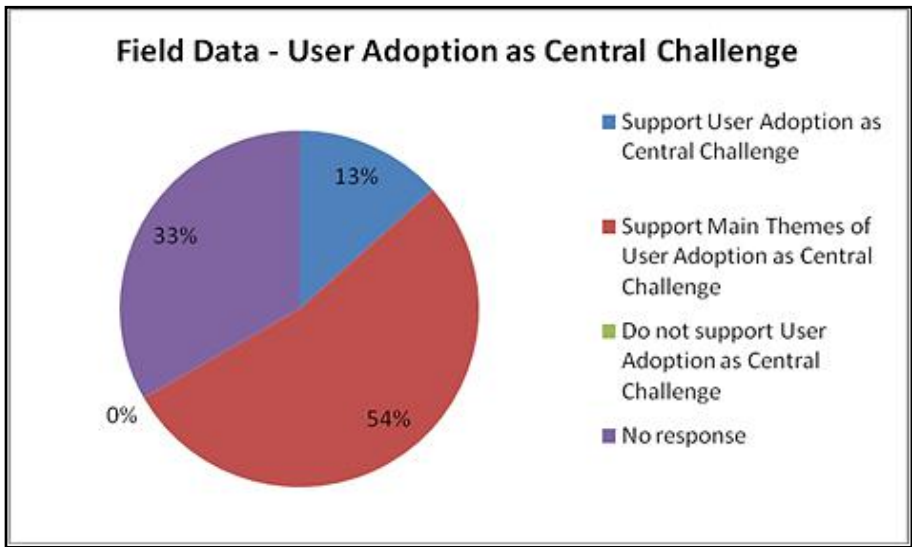 Field Data - User Adoption as Central Challenge
13%
33%
0%
54%
Support User Adoption as
Central Challenge
Support Main Themes of
User Adoption as Central
Challenge
Do not support User
Adoption as Central
Challenge
No response